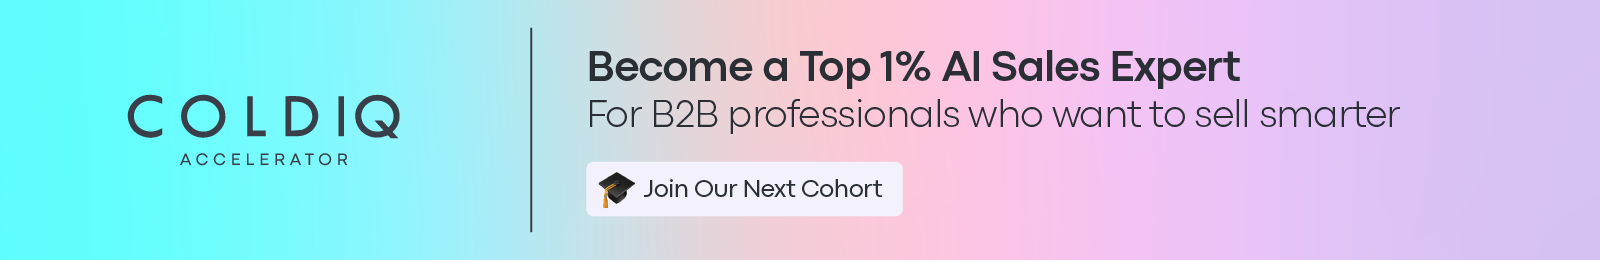 COLDIQ
ACCELERATOR
Become a Top 1% AI Sales Expert
For B2B professionals who want to sell smarter
Join Our Next Cohort